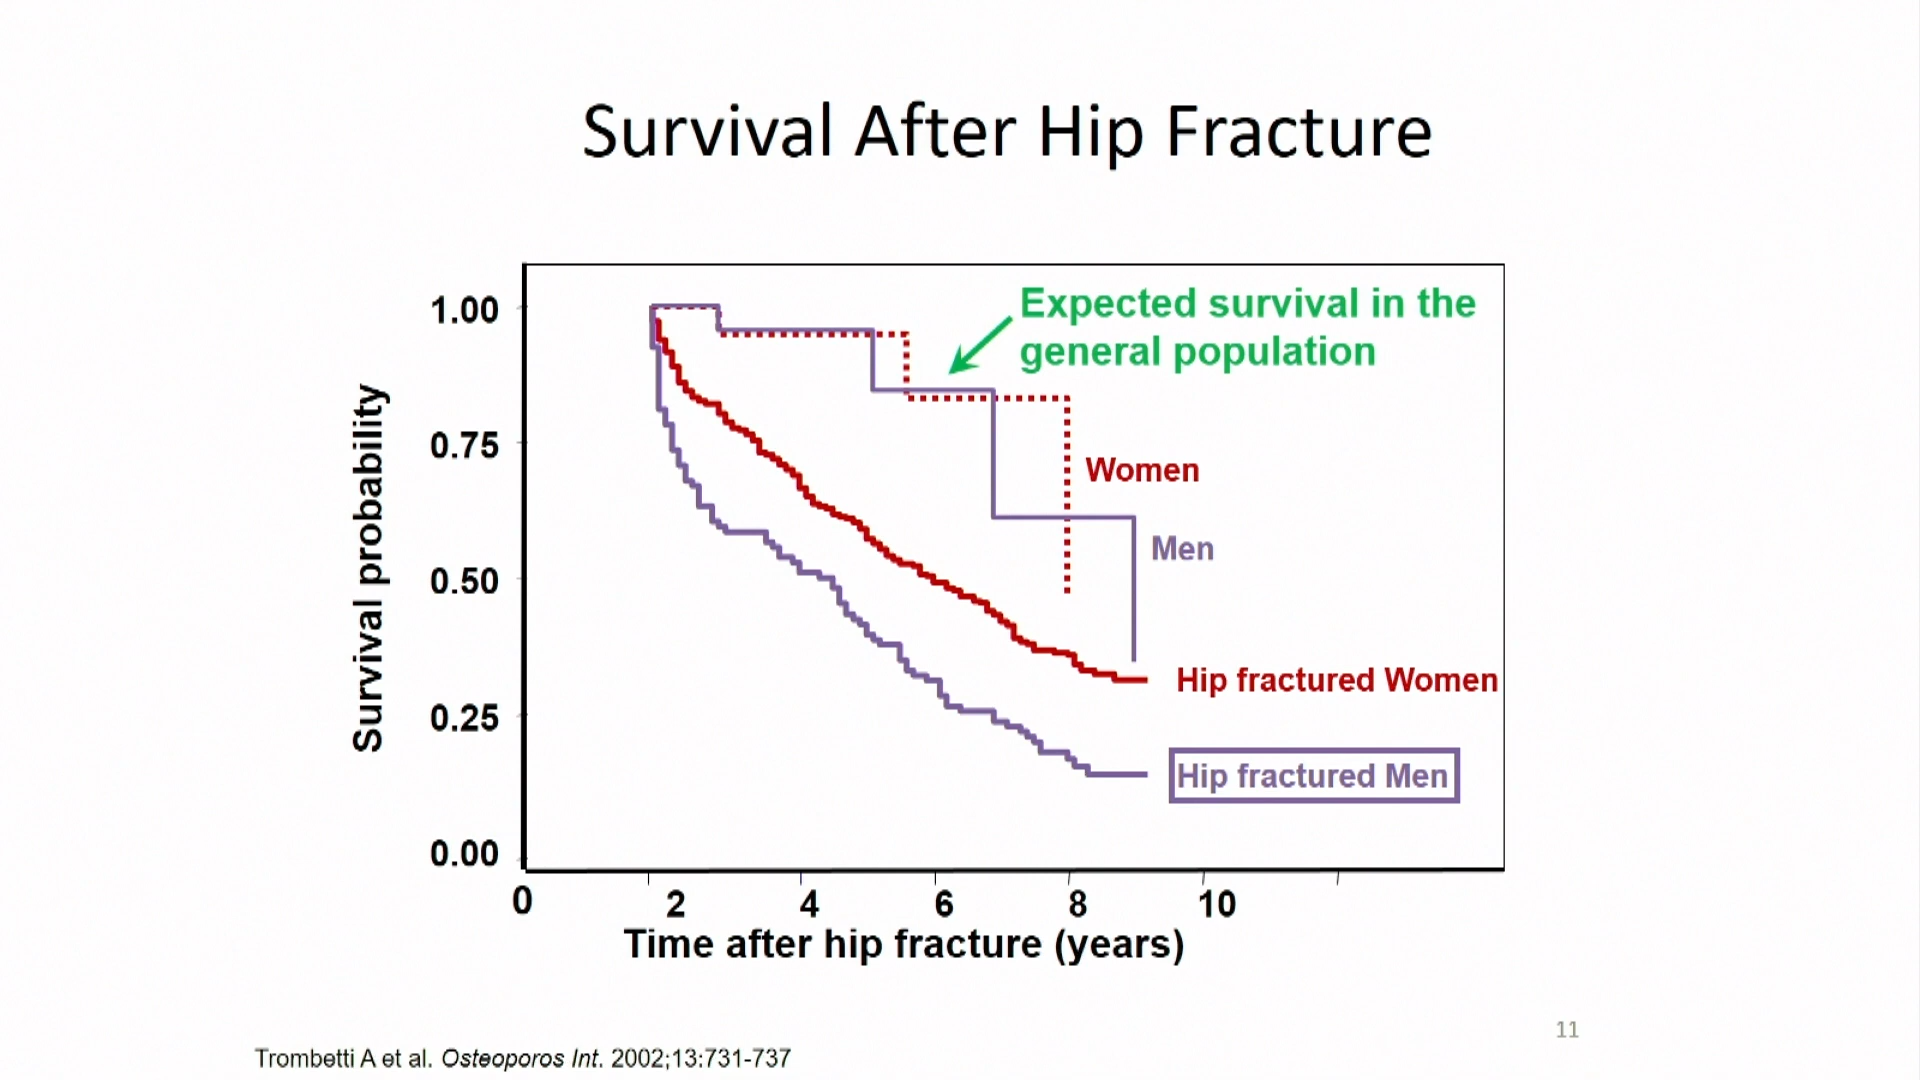 Survival After Hip Fracture
Expected survival in the
general population
1.00
0.75
0.50
0.25
0.00
Survival probability
Women
Men
Hip fractured Women
Hip fractured Men
0 2 4 6 8 10
Time after hip fracture (years)
11
Trombetti A et al. Osteoporos Int. 2002;13:731-737